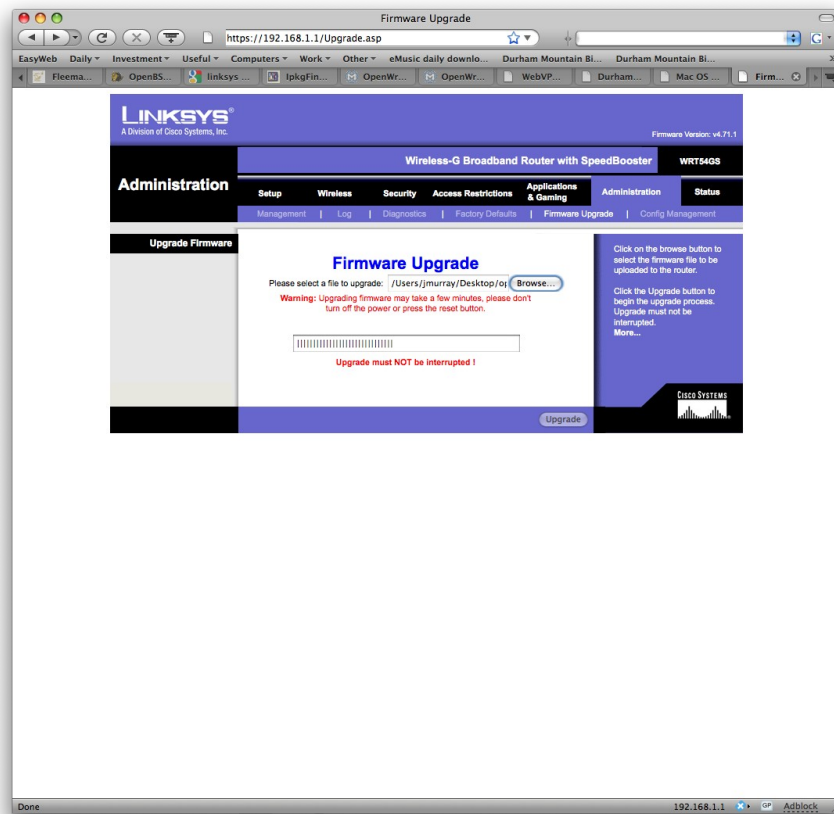 Firmware Upgrade
https://192.168.1.1/Upgrade.asp
G
EasyWeb Daily Investment Useful Computers Work Other eMusic daily downlo... Durham Mountain Bi... Durham Mountain Bi...
Fleema... OpenBS... linksys ... IpkgFin... OpenWr... OpenWr... WebVP... Durham... Mac OS ... Firm...
LINKSYS®
A Division of Cisco Systems, Inc.
Firmware Version: v4.71.1
Wireless-G Broadband Router with SpeedBooster WRT54GS
Administration
Setup Wireless Security Access Restrictions Applications & Gaming Administration Status
Management | Log | Diagnostics | Factory Defaults | Firmware Upgrade | Config Management
Upgrade Firmware
Firmware Upgrade
Please select a file to upgrade: /Users/jmurray/Desktop/op Browse...
Warning: Upgrading firmware may take a few minutes, please don't
turn off the power or press the reset button.
Upgrade must NOT be interrupted !
Upgrade
Click on the browse button to
select the firmware file to be
uploaded to the router.
Click the Upgrade button to
begin the upgrade process.
Upgrade must not be
interrupted.
More...
CISCO SYSTEMS
Done
192.168.1.1 GP Adblock